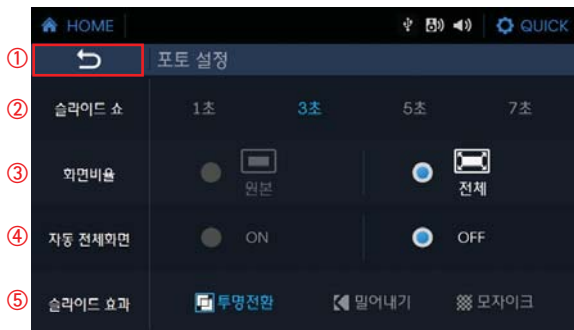 HOME QUICK
① 포토 설정
② 슬라이드 쇼 1초 3초 5초 7초
③ 화면비율 원본 전체
④ 자동 전체화면 ON OFF
⑤ 슬라이드 효과 투명전환 밀어내기 모자이크